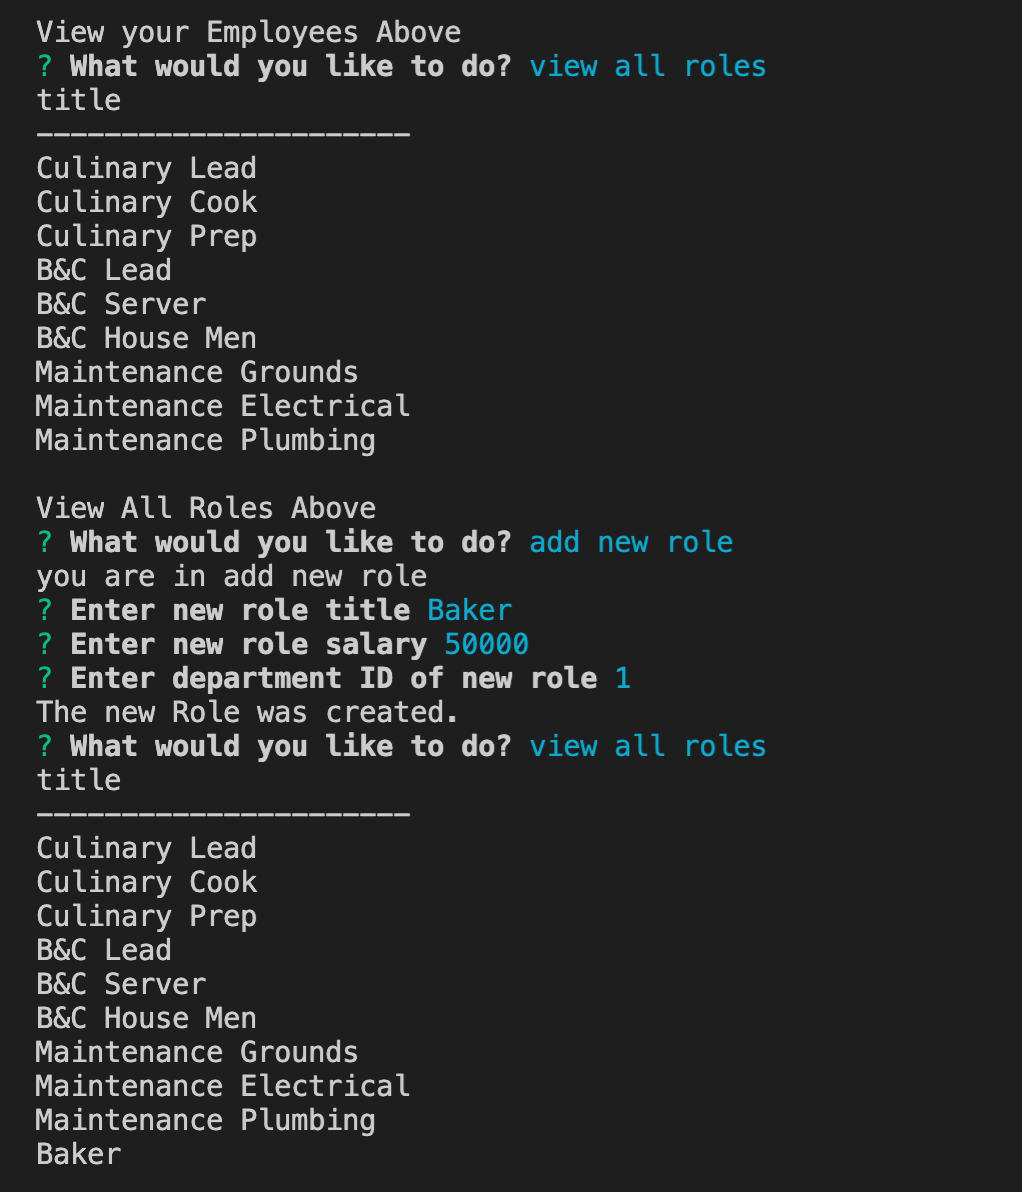 View your Employees Above
? What would you like to do? view all roles
title
----------------------
Culinary Lead
Culinary Cook
Culinary Prep
B&C Lead
B&C Server
B&C House Men
Maintenance Grounds
Maintenance Electrical
Maintenance Plumbing
View All Roles Above
? What would you like to do? add new role
you are in add new role
? Enter new role title Baker
? Enter new role salary 50000
? Enter department ID of new role 1
The new Role was created.
? What would you like to do? view all roles
title
----------------------
Culinary Lead
Culinary Cook
Culinary Prep
B&C Lead
B&C Server
B&C House Men
Maintenance Grounds
Maintenance Electrical
Maintenance Plumbing
Baker